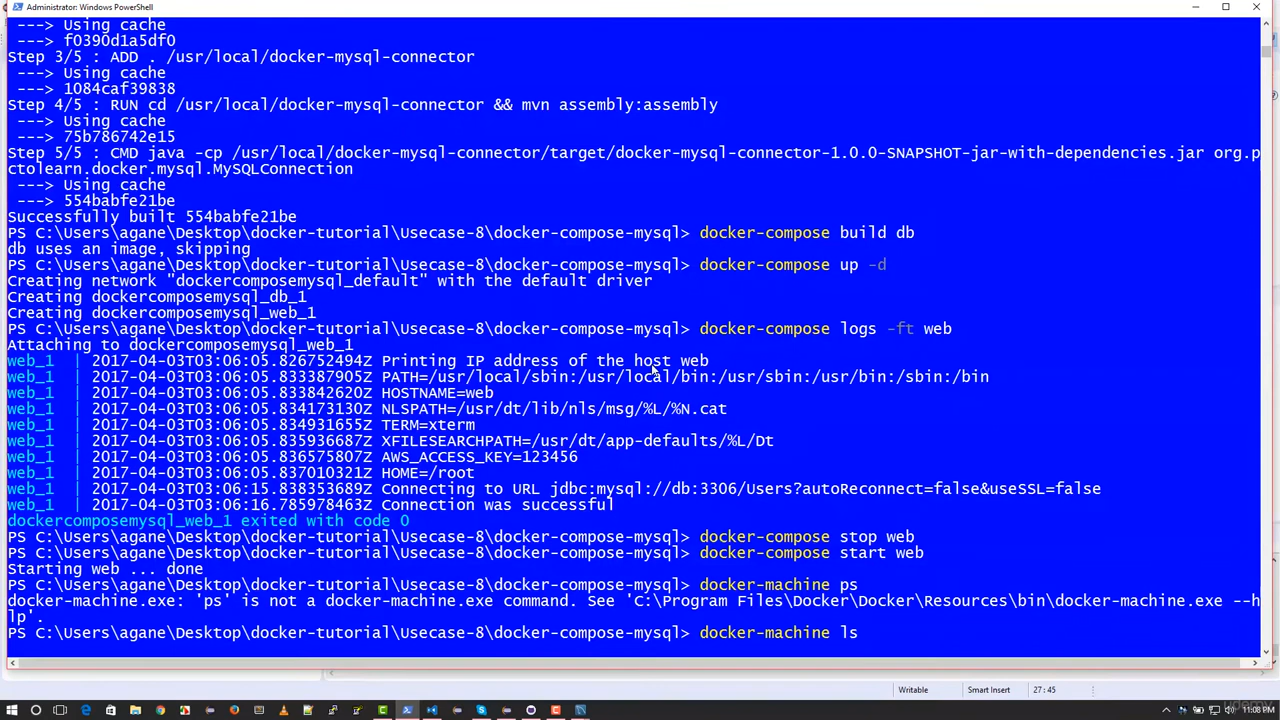 Administrator: Windows PowerShell
---> Using cache
---> f0390d1a5df0
Step 3/5 : ADD . /usr/local/docker-mysql-connector
---> Using cache
---> 1084caf39838
Step 4/5 : RUN cd /usr/local/docker-mysql-connector && mvn assembly:assembly
---> Using cache
---> 75b786742e15
Step 5/5 : CMD java -cp /usr/local/docker-mysql-connector/target/docker-mysql-connector-1.0.0-SNAPSHOT-jar-with-dependencies.jar org.p
ctolearn.docker.mysql.MySQLConnection
---> Using cache
---> 554babfe21be
Successfully built 554babfe21be
PS C:\Users\agane\Desktop\docker-tutorial\Usecase-8\docker-compose-mysql> docker-compose build db
db uses an image, skipping
PS C:\Users\agane\Desktop\docker-tutorial\Usecase-8\docker-compose-mysql> docker-compose up -d
Creating network "dockercomposemysql_default" with the default driver
Creating dockercomposemysql_db_1
Creating dockercomposemysql_web_1
PS C:\Users\agane\Desktop\docker-tutorial\Usecase-8\docker-compose-mysql> docker-compose logs -ft web
Attaching to dockercomposemysql_web_1
web_1 | 2017-04-03T03:06:05.826752494Z Printing IP address of the host web
web_1 | 2017-04-03T03:06:05.833387905Z PATH=/usr/local/sbin:/usr/local/bin:/usr/sbin:/usr/bin:/sbin:/bin
web_1 | 2017-04-03T03:06:05.833842620Z HOSTNAME=web
web_1 | 2017-04-03T03:06:05.834173130Z NLSPATH=/usr/dt/lib/nls/msg/%L/%N.cat
web_1 | 2017-04-03T03:06:05.834931655Z TERM=xterm
web_1 | 2017-04-03T03:06:05.835936687Z XFILESEARCHPATH=/usr/dt/app-defaults/%L/Dt
web_1 | 2017-04-03T03:06:05.836575807Z AWS_ACCESS_KEY=123456
web_1 | 2017-04-03T03:06:05.837010321Z HOME=/root
web_1 | 2017-04-03T03:06:15.838353689Z Connecting to URL jdbc:mysql://db:3306/Users?autoReconnect=false&useSSL=false
web_1 | 2017-04-03T03:06:16.785978463Z Connection was successful
dockercomposemysql_web_1 exited with code 0
PS C:\Users\agane\Desktop\docker-tutorial\Usecase-8\docker-compose-mysql> docker-compose stop web
PS C:\Users\agane\Desktop\docker-tutorial\Usecase-8\docker-compose-mysql> docker-compose start web
Starting web ... done
PS C:\Users\agane\Desktop\docker-tutorial\Usecase-8\docker-compose-mysql> docker-machine ps
docker-machine.exe: 'ps' is not a docker-machine.exe command. See 'C:\Program Files\Docker\Docker\Resources\bin\docker-machine.exe --h
lp'.
PS C:\Users\agane\Desktop\docker-tutorial\Usecase-8\docker-compose-mysql> docker-machine ls
Writable Smart Insert 27 : 45
11:08 PM
udemy